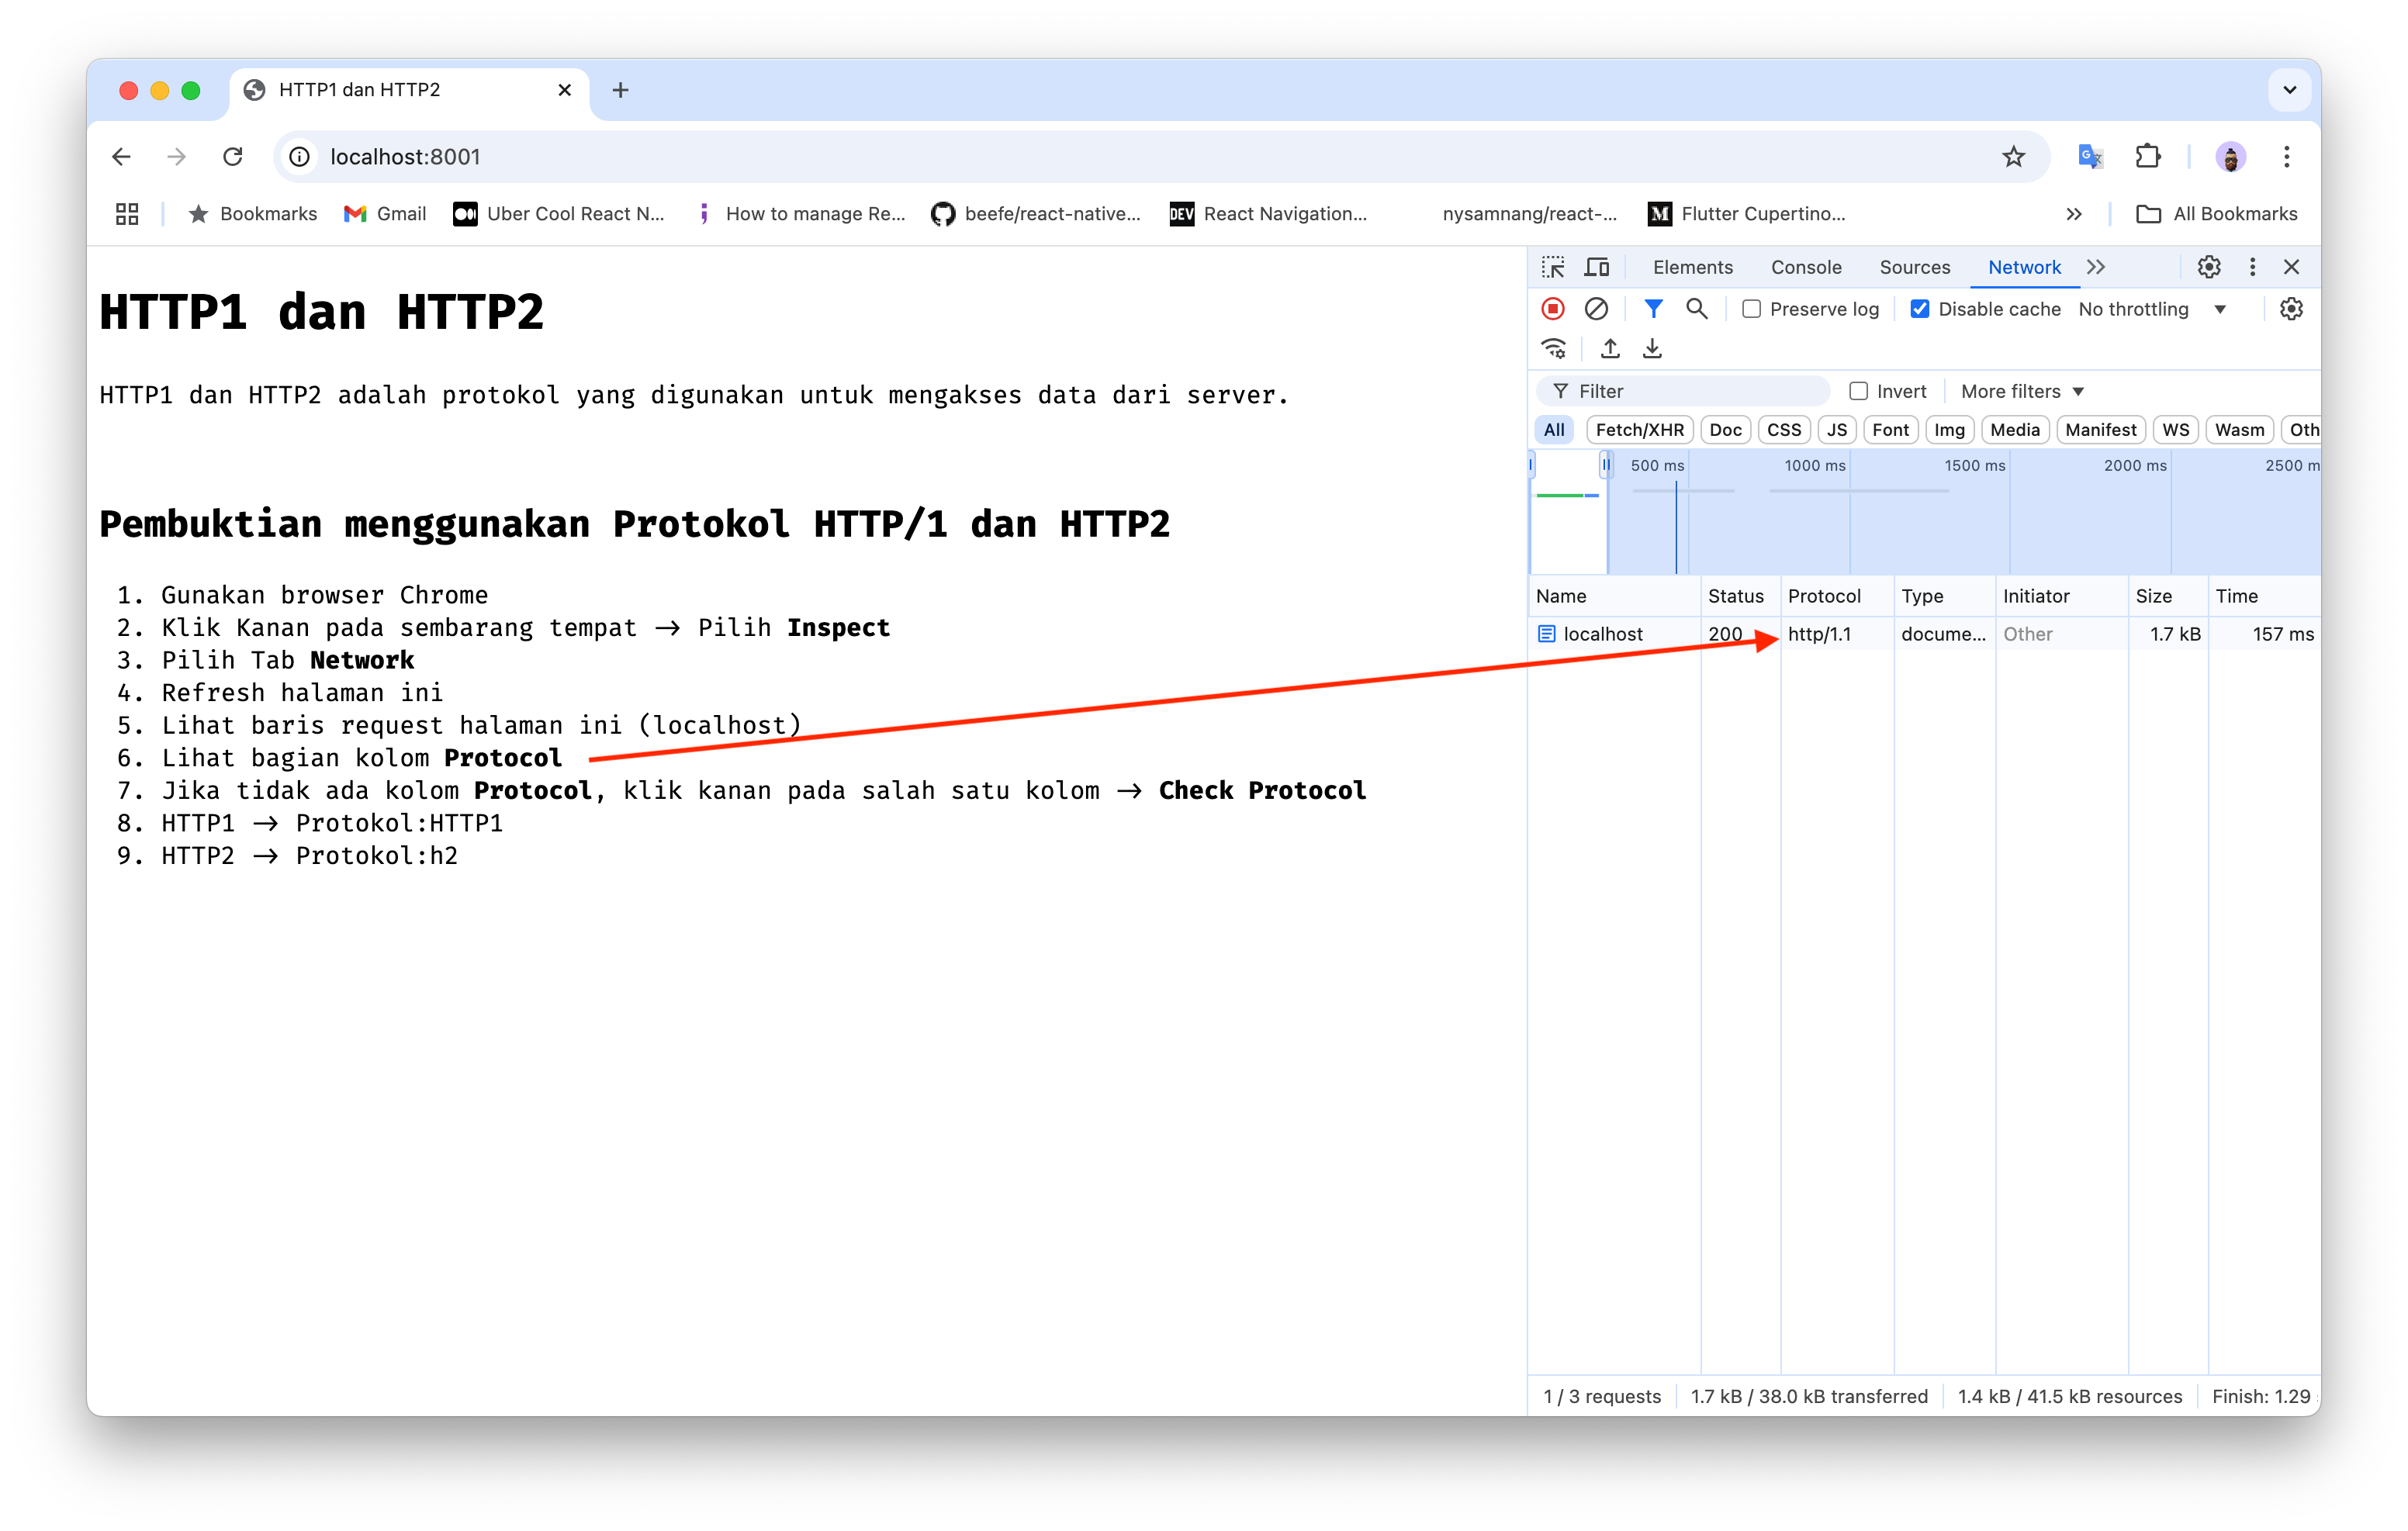 HTTP1 dan HTTP2
localhost:8001
Bookmarks Gmail Uber Cool React N... How to manage Re... beefe/react-native... DEV React Navigation... nysamnang/react-... M Flutter Cupertino... All Bookmarks
HTTP1 dan HTTP2
HTTP1 dan HTTP2 adalah protokol yang digunakan untuk mengakses data dari server.
Pembuktian menggunakan Protokol HTTP/1 dan HTTP2
1. Gunakan browser Chrome
2. Klik Kanan pada sembarang tempat → Pilih Inspect
3. Pilih Tab Network
4. Refresh halaman ini
5. Lihat baris request halaman ini (localhost)
6. Lihat bagian kolom Protocol
7. Jika tidak ada kolom Protocol, klik kanan pada salah satu kolom → Check Protocol
8. HTTP1 → Protokol:HTTP1
9. HTTP2 → Protokol:h2
Elements Console Sources Network
Preserve log Disable cache No throttling
Filter Invert More filters
All Fetch/XHR Doc CSS JS Font Img Media Manifest WS Wasm Oth
500 ms 1000 ms 1500 ms 2000 ms 2500 m
Name Status Protocol Type Initiator Size Time
localhost 200 http/1.1 docume... Other 1.7 kB 157 ms
1 / 3 requests 1.7 kB / 38.0 kB transferred 1.4 kB / 41.5 kB resources Finish: 1.29